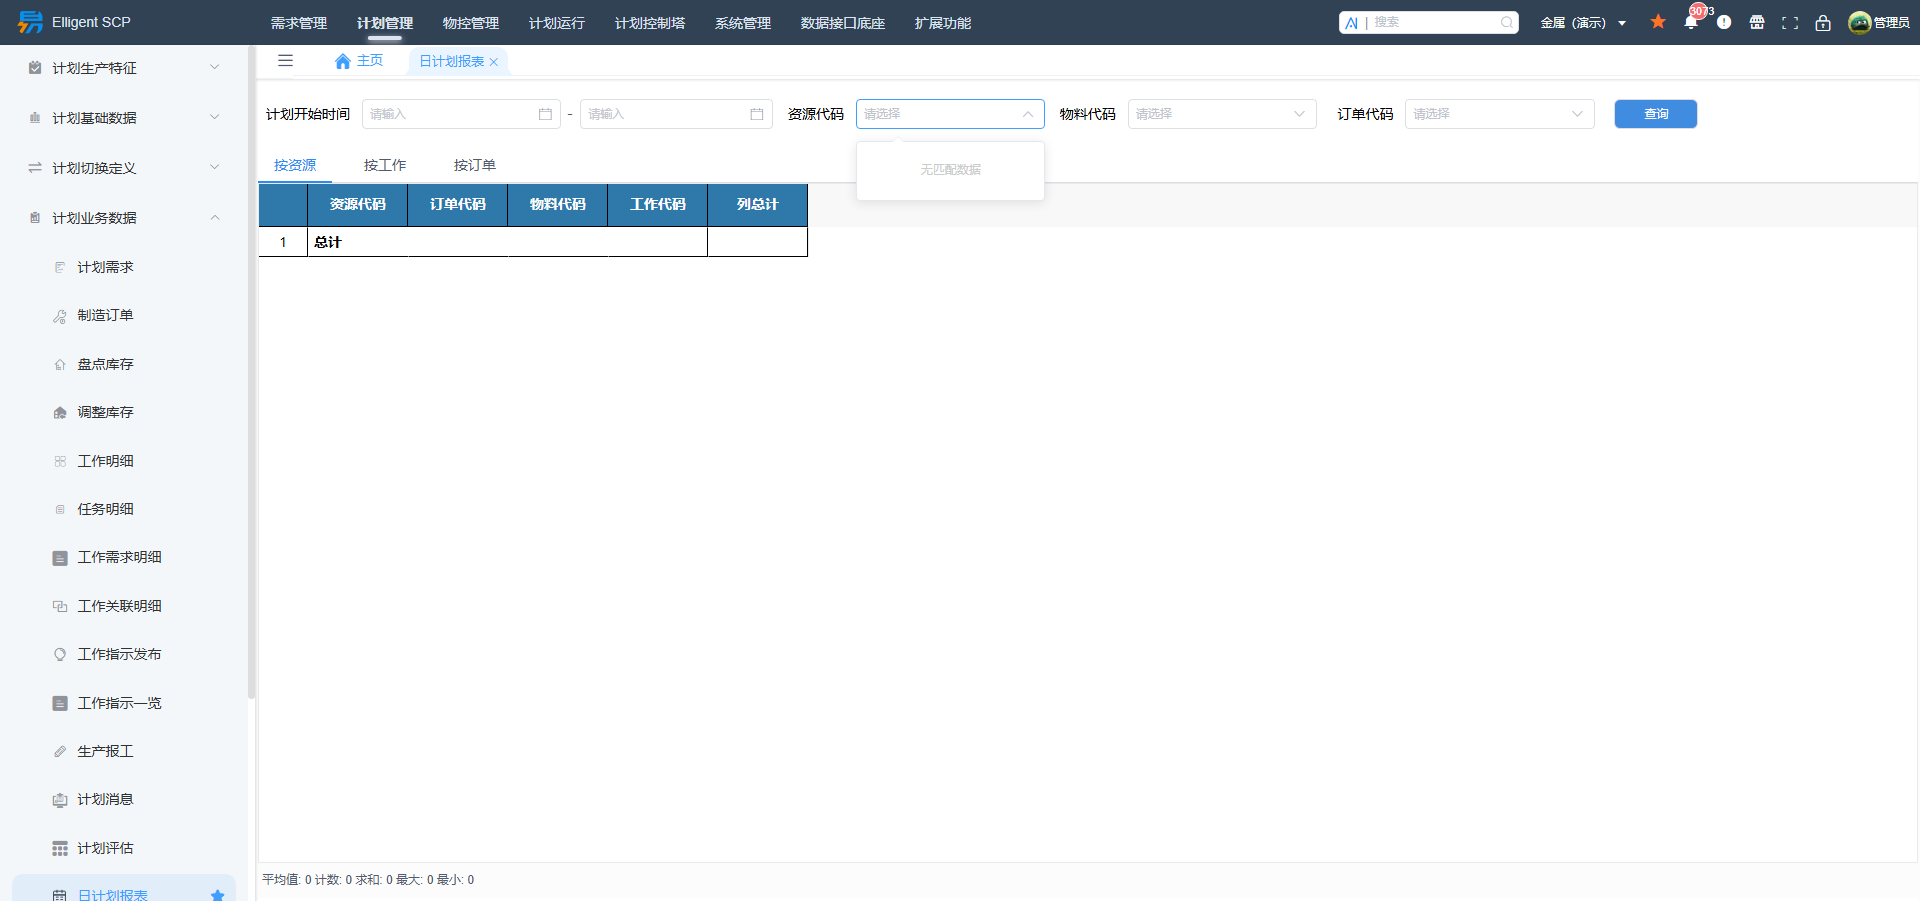 Elligent SCP
需求管理 计划管理 物控管理 计划运行 计划控制塔 系统管理 数据接口底座 扩展功能
AI | 搜索
金属（演示）
3073
管理员
计划生产特征
计划基础数据
计划切换定义
计划业务数据
计划需求
制造订单
盘点库存
调整库存
工作明细
任务明细
工作需求明细
工作关联明细
工作指示发布
工作指示一览
生产报工
计划消息
计划评估
日计划报表
主页 日计划报表
计划开始时间 请输入 - 请输入 资源代码 请选择 物料代码 请选择 订单代码 请选择 查询
无匹配数据
按资源 按工作 按订单
资源代码 订单代码 物料代码 工作代码 列总计
1 总计
平均值: 0 计数: 0 求和: 0 最大: 0 最小: 0